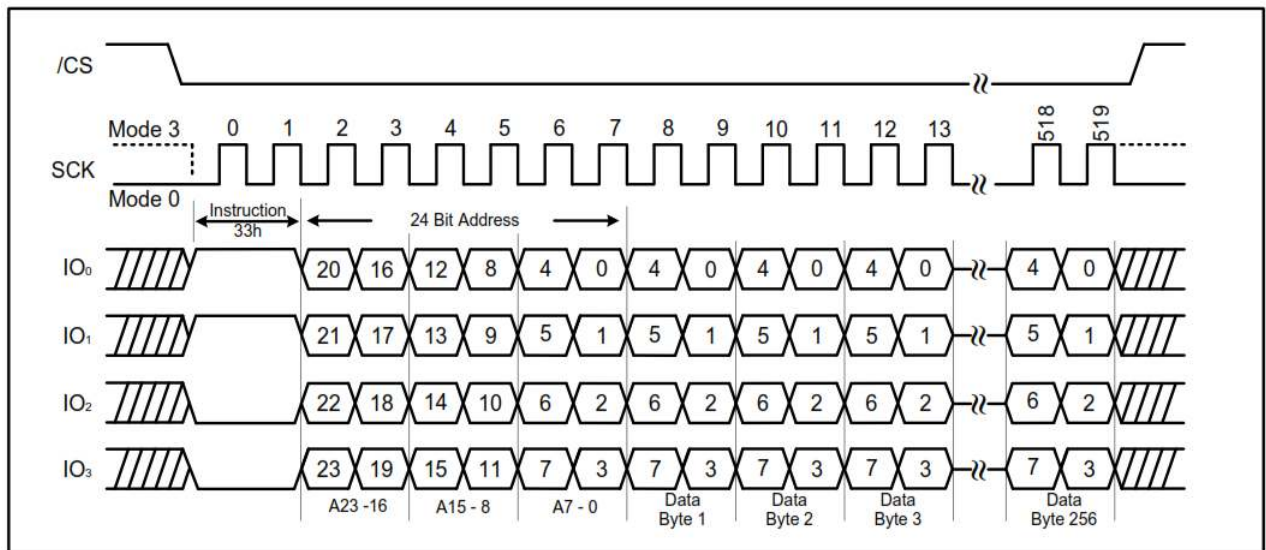 /CS
Mode 3 0 1 2 3 4 5 6 7 8 9 10 11 12 13 518 519
SCK
Mode 0
Instruction
33h
24 Bit Address
IO₀ 20 16 12 8 4 0 4 0 4 0 4 0 4 0
IO₁ 21 17 13 9 5 1 5 1 5 1 5 1 5 1
IO₂ 22 18 14 10 6 2 6 2 6 2 6 2 6 2
IO₃ 23 19 15 11 7 3 7 3 7 3 7 3 7 3
A23 -16 A15 - 8 A7 - 0 Data Data Data Data
Byte 1 Byte 2 Byte 3 Byte 256